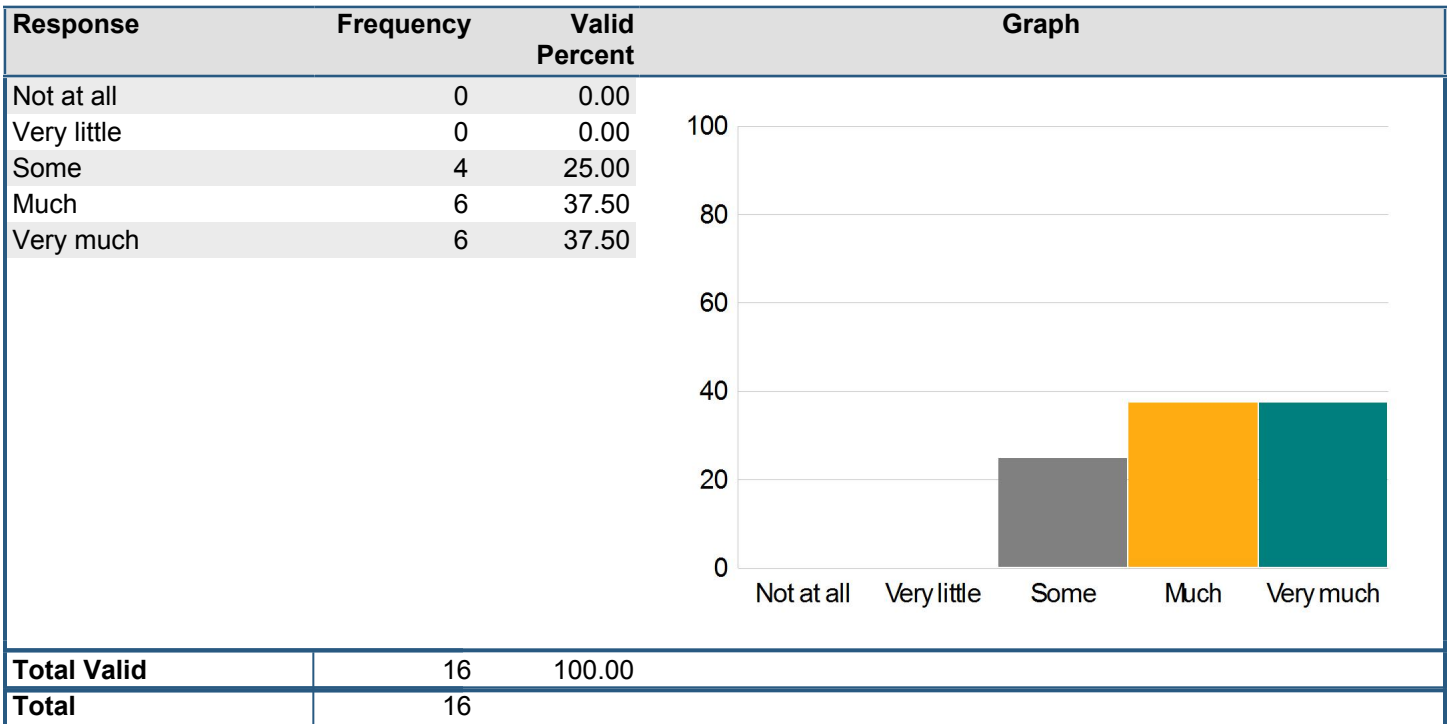 Response Frequency Valid Percent Graph
Not at all 0 0.00
Very little 0 0.00
Some 4 25.00
Much 6 37.50
Very much 6 37.50
100
80
60
40
20
0
Not at all Very little Some Much Very much
Total Valid 16 100.00
Total 16